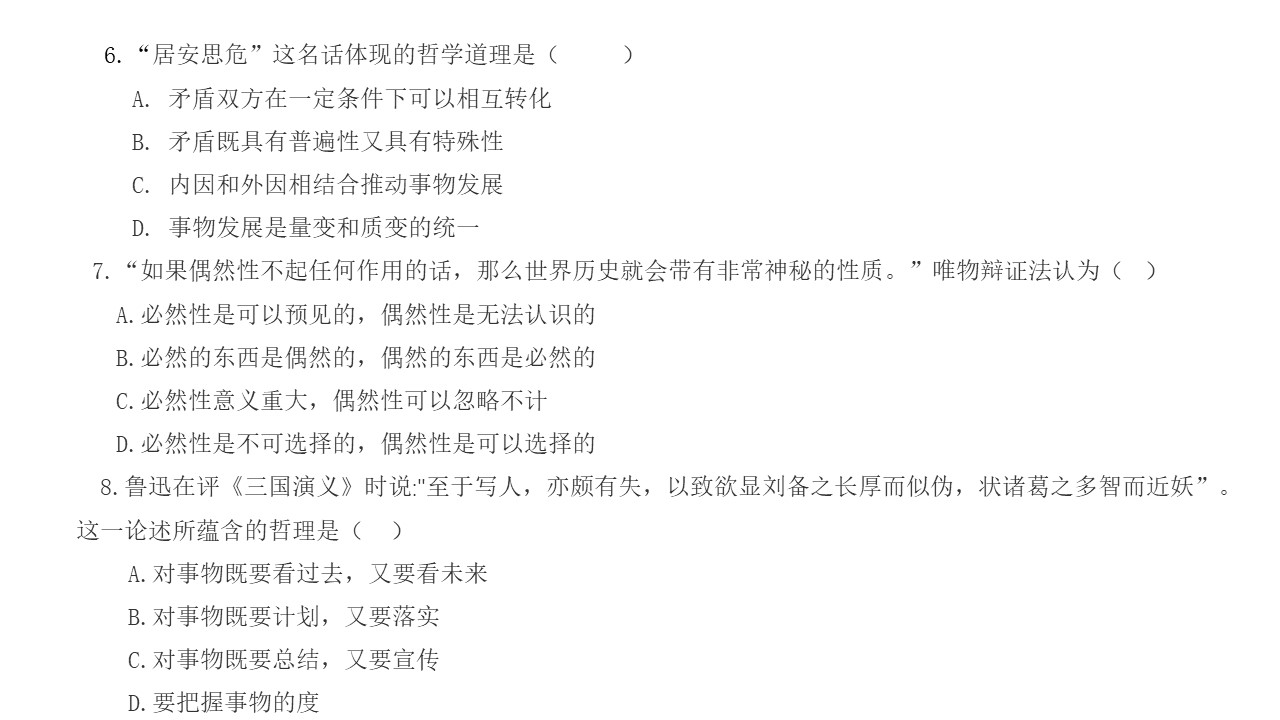 6.“居安思危”这名话体现的哲学道理是（　　）
A. 矛盾双方在一定条件下可以相互转化
B. 矛盾既具有普遍性又具有特殊性
C. 内因和外因相结合推动事物发展
D. 事物发展是量变和质变的统一
7.“如果偶然性不起任何作用的话，那么世界历史就会带有非常神秘的性质。”唯物辩证法认为（　）
A.必然性是可以预见的，偶然性是无法认识的
B.必然的东西是偶然的，偶然的东西是必然的
C.必然性意义重大，偶然性可以忽略不计
D.必然性是不可选择的，偶然性是可以选择的
8.鲁迅在评《三国演义》时说:"至于写人，亦颇有失，以致欲显刘备之长厚而似伪，状诸葛之多智而近妖”。
这一论述所蕴含的哲理是（　）
A.对事物既要看过去，又要看未来
B.对事物既要计划，又要落实
C.对事物既要总结，又要宣传
D.要把握事物的度